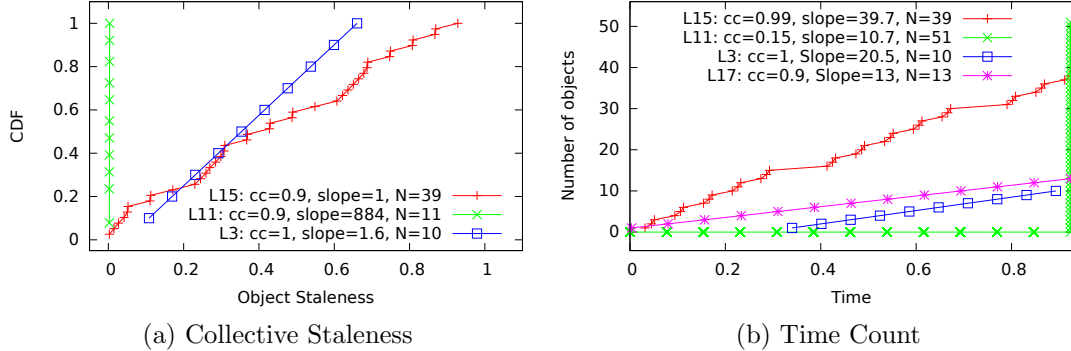 1
0.8
0.6
0.4
0.2
0
CDF
0
0.2
0.4
0.6
0.8
1
Object Staleness
L15: cc=0.9, slope=1, N=39
L11: cc=0.9, slope=884, N=11
L3: cc=1, slope=1.6, N=10
(a) Collective Staleness
50
40
30
20
10
0
Number of objects
0
0.2
0.4
0.6
0.8
Time
L15: cc=0.99, slope=39.7, N=39
L11: cc=0.15, slope=10.7, N=51
L3: cc=1, Slope=20.5, N=10
L17: cc=0.9, Slope=13, N=13
(b) Time Count